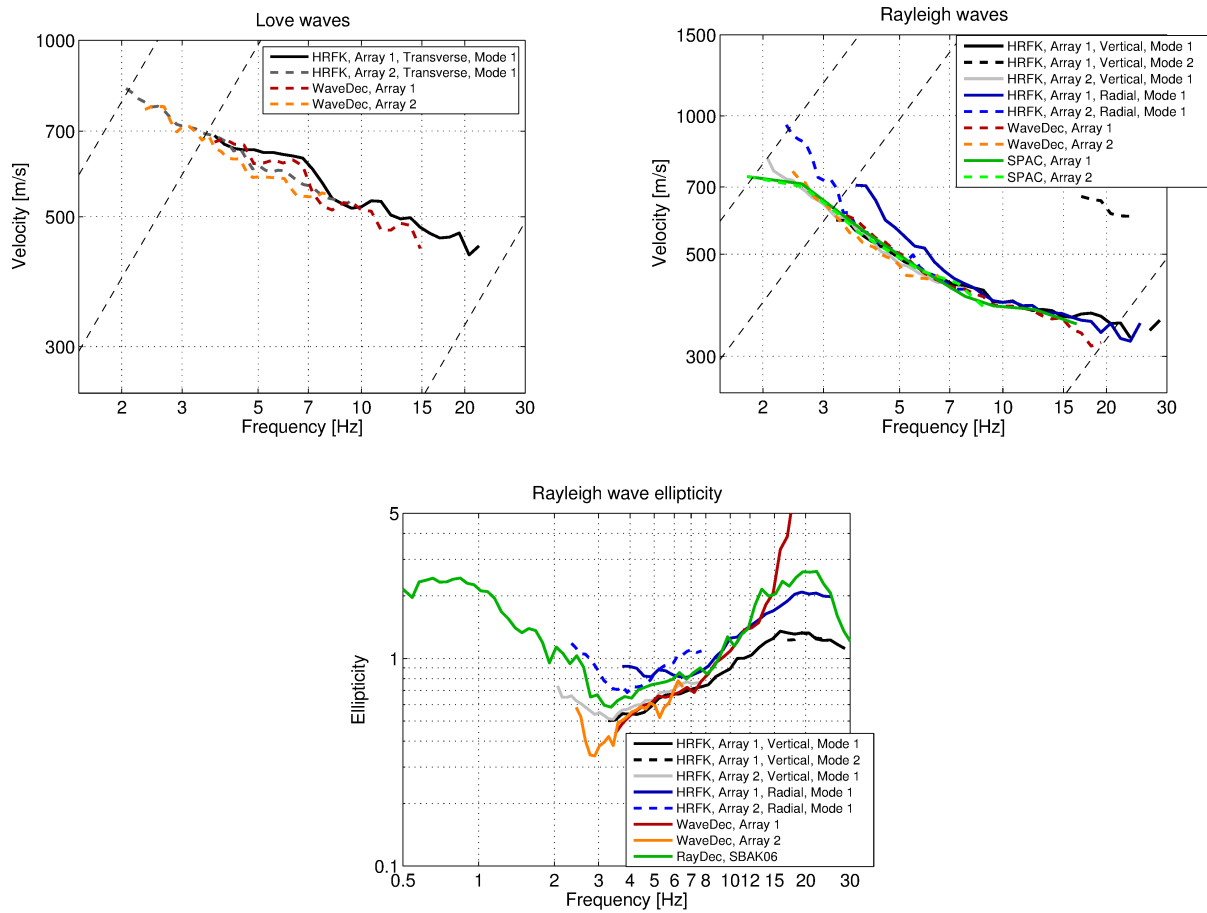 Love waves
1000
700
500
300
Velocity [m/s]
HRFK, Array 1, Transverse, Mode 1
HRFK, Array 2, Transverse, Mode 1
WaveDec, Array 1
WaveDec, Array 2
2 3 5 7 10 15 20 30
Frequency [Hz]
Rayleigh waves
1500
1000
700
500
300
Velocity [m/s]
HRFK, Array 1, Vertical, Mode 1
HRFK, Array 1, Vertical, Mode 2
HRFK, Array 2, Vertical, Mode 1
HRFK, Array 1, Radial, Mode 1
HRFK, Array 2, Radial, Mode 1
WaveDec, Array 1
WaveDec, Array 2
SPAC, Array 1
SPAC, Array 2
2 3 5 7 10 15 20 30
Frequency [Hz]
Rayleigh wave ellipticity
5
1
0.1
Ellipticity
HRFK, Array 1, Vertical, Mode 1
HRFK, Array 1, Vertical, Mode 2
HRFK, Array 2, Vertical, Mode 1
HRFK, Array 1, Radial, Mode 1
HRFK, Array 2, Radial, Mode 1
WaveDec, Array 1
WaveDec, Array 2
RayDec, SBAK06
0.5 1 2 3 4 5 6 7 8 10 12 15 20 30
Frequency [Hz]